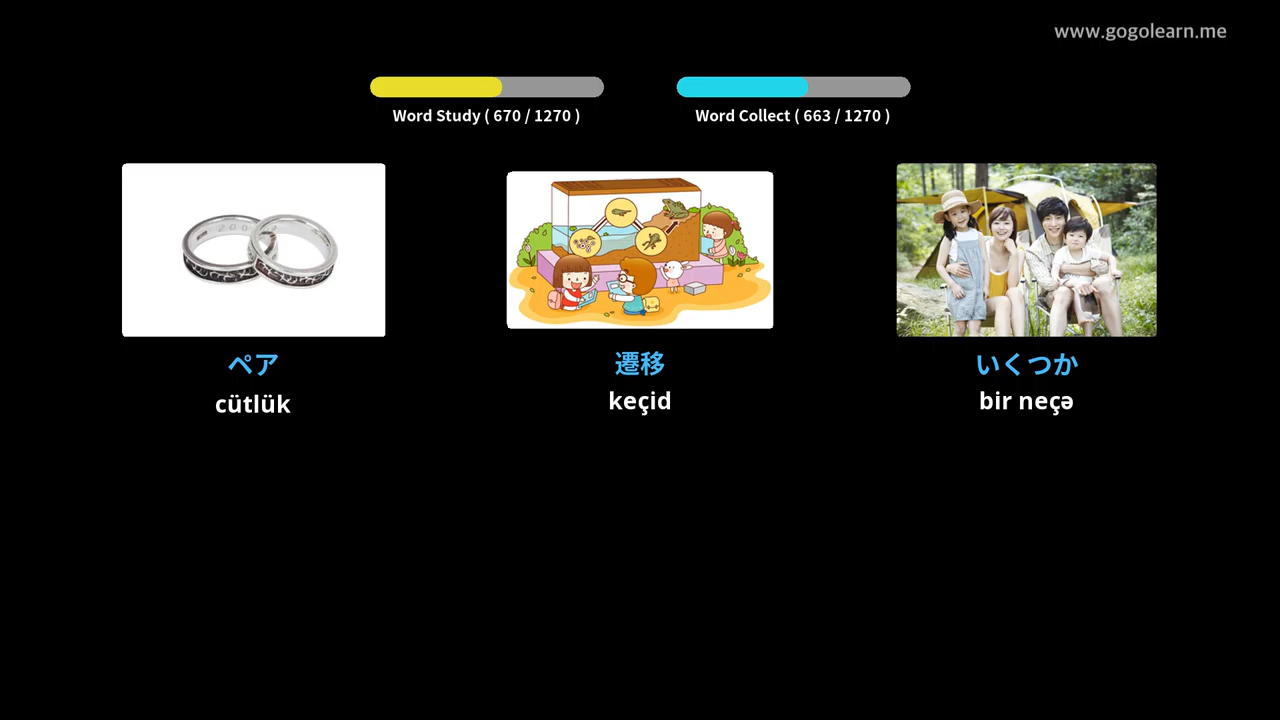 www.gogolearn.me
Word Study ( 670 / 1270 )
Word Collect ( 663 / 1270 )
ペア
cütlük
遷移
keçid
いくつか
bir neçə